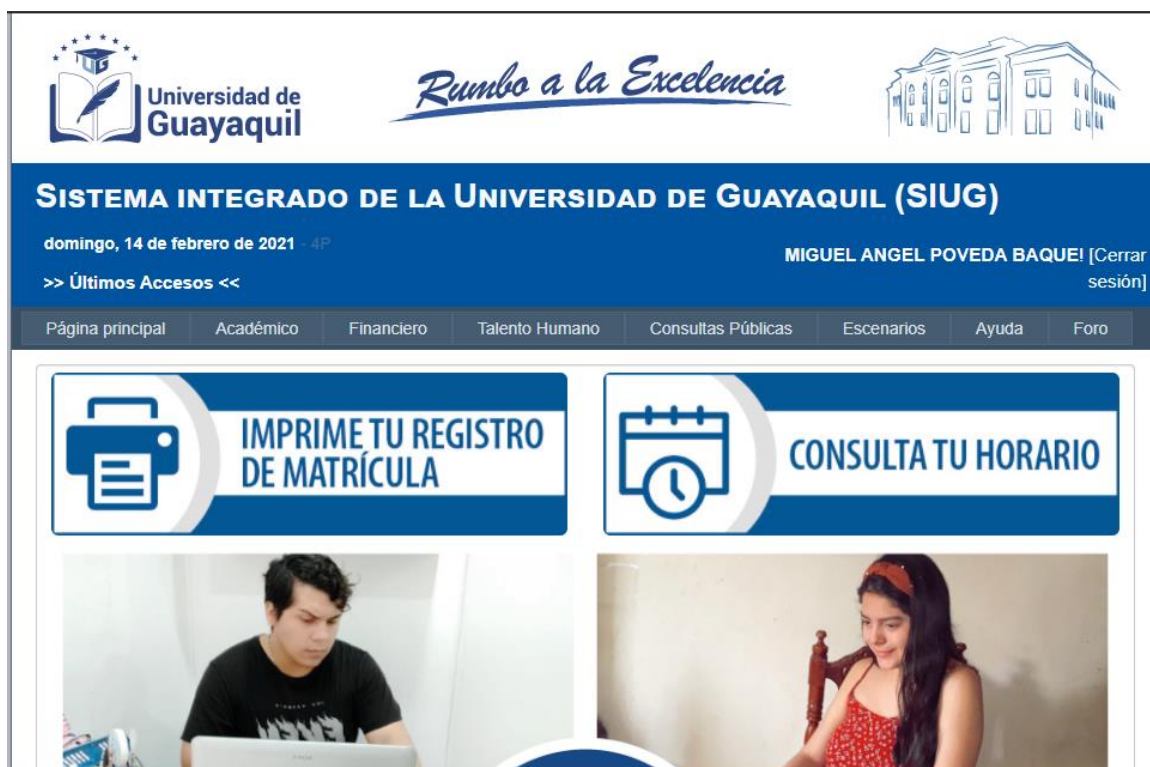 Universidad de
Guayaquil
Rumbo a la Excelencia
SISTEMA INTEGRADO DE LA UNIVERSIDAD DE GUAYAQUIL (SIUG)
domingo, 14 de febrero de 2021 - 4P
MIGUEL ANGEL POVEDA BAQUE! [Cerrar
sesión]
>> Últimos Accesos <<
Página principal Académico Financiero Talento Humano Consultas Públicas Escenarios Ayuda Foro
IMPRIME TU REGISTRO
DE MATRÍCULA
CONSULTA TU HORARIO